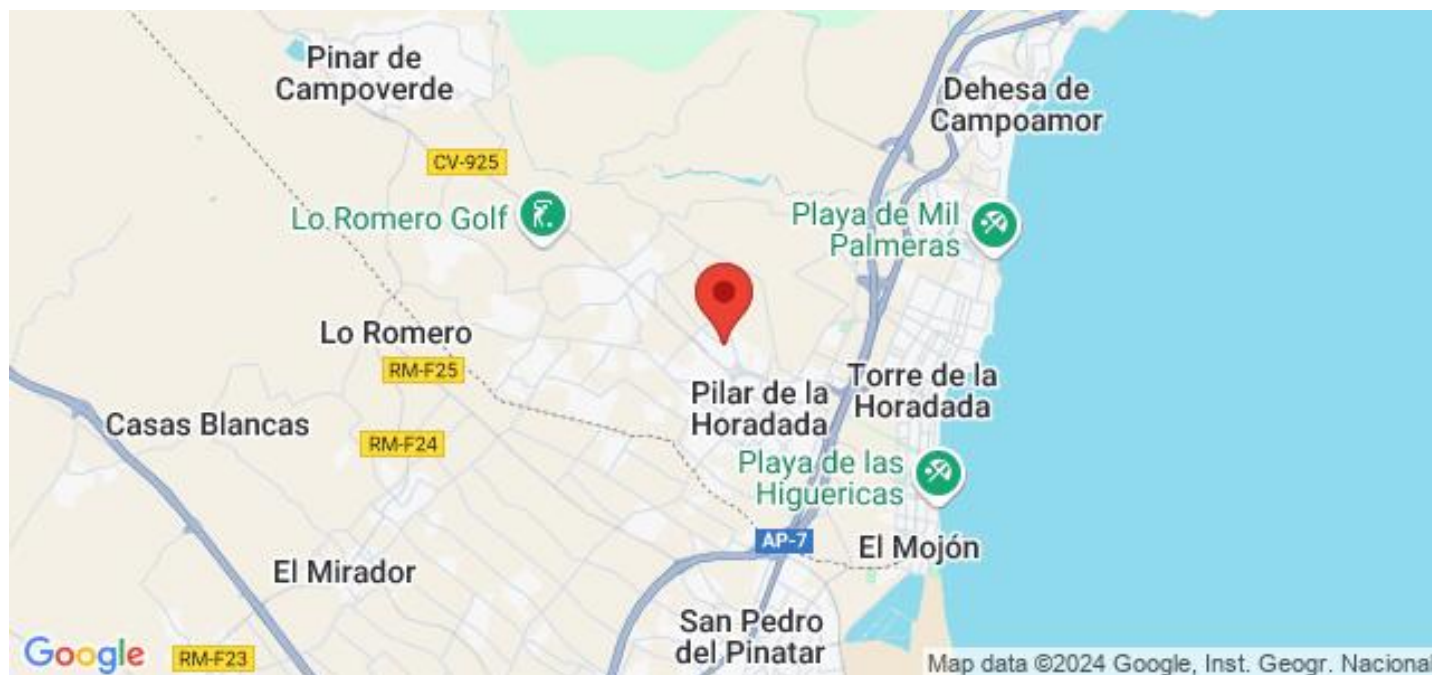 Pinar de
Campoverde
Dehesa de
Campoamor
CV-925
Lo Romero Golf
Playa de Mil
Palmeras
Lo Romero
RM-F25
Pilar de la
Horadada
Torre de la
Horadada
Casas Blancas
RM-F24
Playa de las
Higuericas
AP-7
El Mojón
El Mirador
San Pedro
del Pinatar
Google
RM-F23
Map data ©2024 Google, Inst. Geogr. Nacional